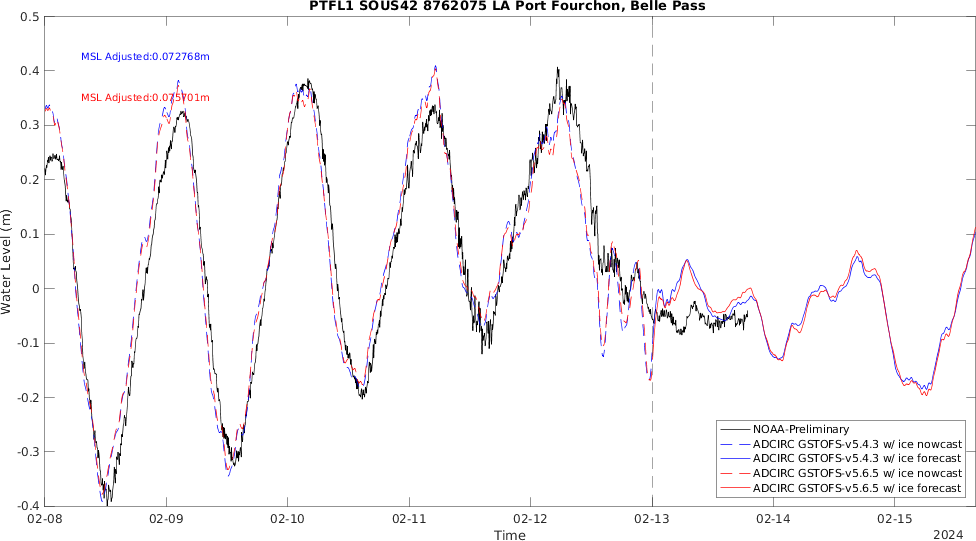 PTFL1 SOUS42 8762075 LA Port Fourchon, Belle Pass
0.5
0.4
0.3
0.2
0.1
0
-0.1
-0.2
-0.3
-0.4
Water Level (m)
MSL Adjusted:0.072768m
MSL Adjusted:0.075701m
NOAA-Preliminary
ADCIRC GSTOFS-v5.4.3 w/ ice nowcast
ADCIRC GSTOFS-v5.4.3 w/ ice forecast
ADCIRC GSTOFS-v5.6.5 w/ ice nowcast
ADCIRC GSTOFS-v5.6.5 w/ ice forecast
02-08 02-09 02-10 02-11 02-12 02-13 02-14 02-15
Time
2024